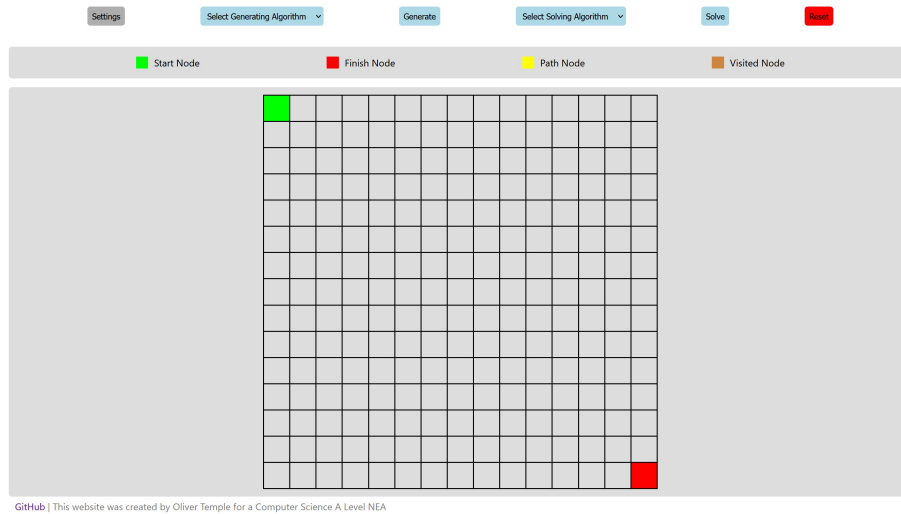 Settings Select Generating Algorithm Generate Select Solving Algorithm Solve Reset
Start Node Finish Node Path Node Visited Node
GitHub | This website was created by Oliver Temple for a Computer Science A Level NEA